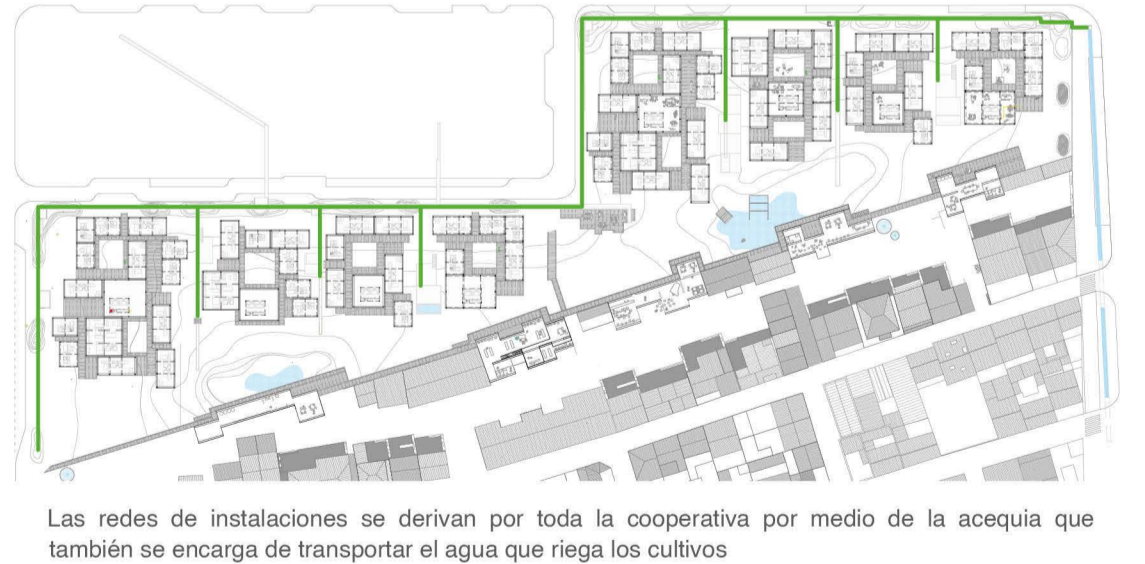 Las redes de instalaciones se derivan por toda la cooperativa por medio de la acequia que
también se encarga de transportar el agua que riega los cultivos